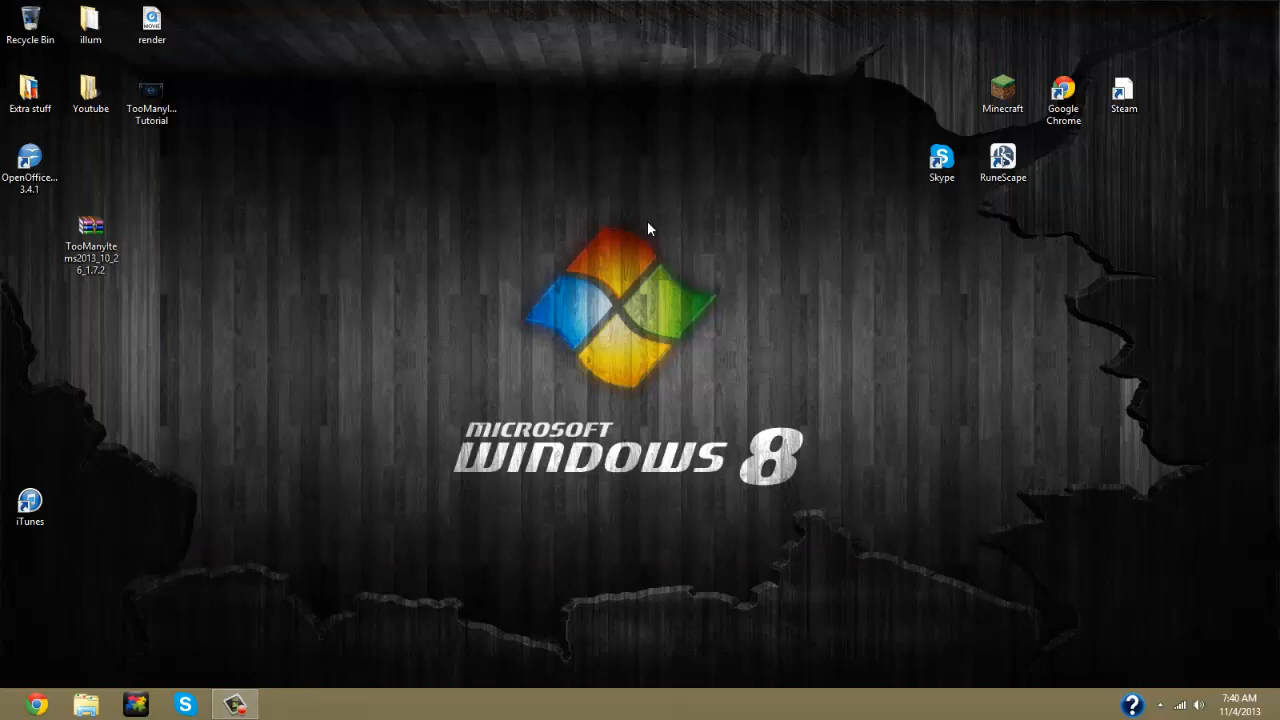 Recycle Bin
illum
render
Extra stuff
Youtube
TooManyI...
Tutorial
Minecraft
Google
Chrome
Steam
OpenOffice...
3.4.1
Skype
RuneScape
TooManyIte
ms2013_10_2
6_1.7.2
MICROSOFT
WINDOWS 8
iTunes
7:40 AM
11/4/2013